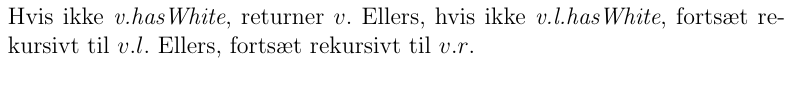 Hvis ikke v.hasWhite, returner v. Ellers, hvis ikke v.l.hasWhite, fortsæt re-
kursivt til v.l. Ellers, fortsæt rekursivt til v.r.